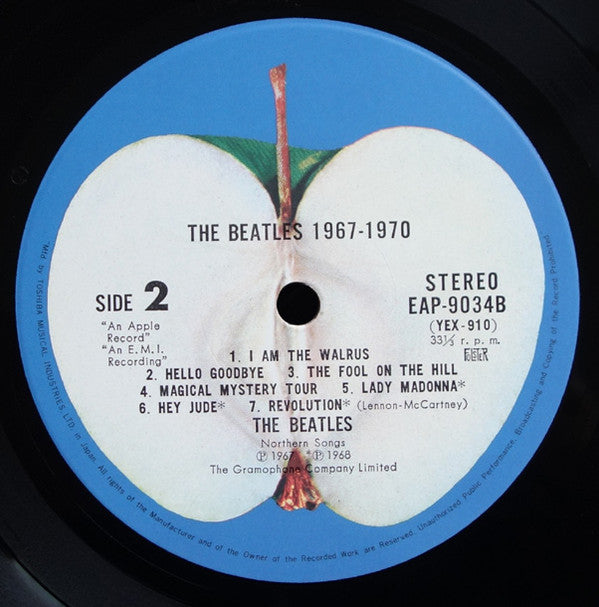 THE BEATLES 1967-1970
SIDE 2
STEREO
EAP-9034B
(YEX-910)
33⅓ r. p. m.
"An Apple
Record"
"An E.M.I.
Recording"
1. I AM THE WALRUS
2. HELLO GOODBYE 3. THE FOOL ON THE HILL
4. MAGICAL MYSTERY TOUR 5. LADY MADONNA*
6. HEY JUDE* 7. REVOLUTION* (Lennon-McCartney)
THE BEATLES
Northern Songs
℗ 1967 *℗ 1968
The Gramophone Company Limited
Mfd by TOSHIBA MUSICAL INDUSTRIES LTD. in Japan. All rights of the Manufacturer and of the Owner of the Recorded Work are Reserved. Unauthorized Public Performance, Broadcasting and Copying of the Record Prohibited.